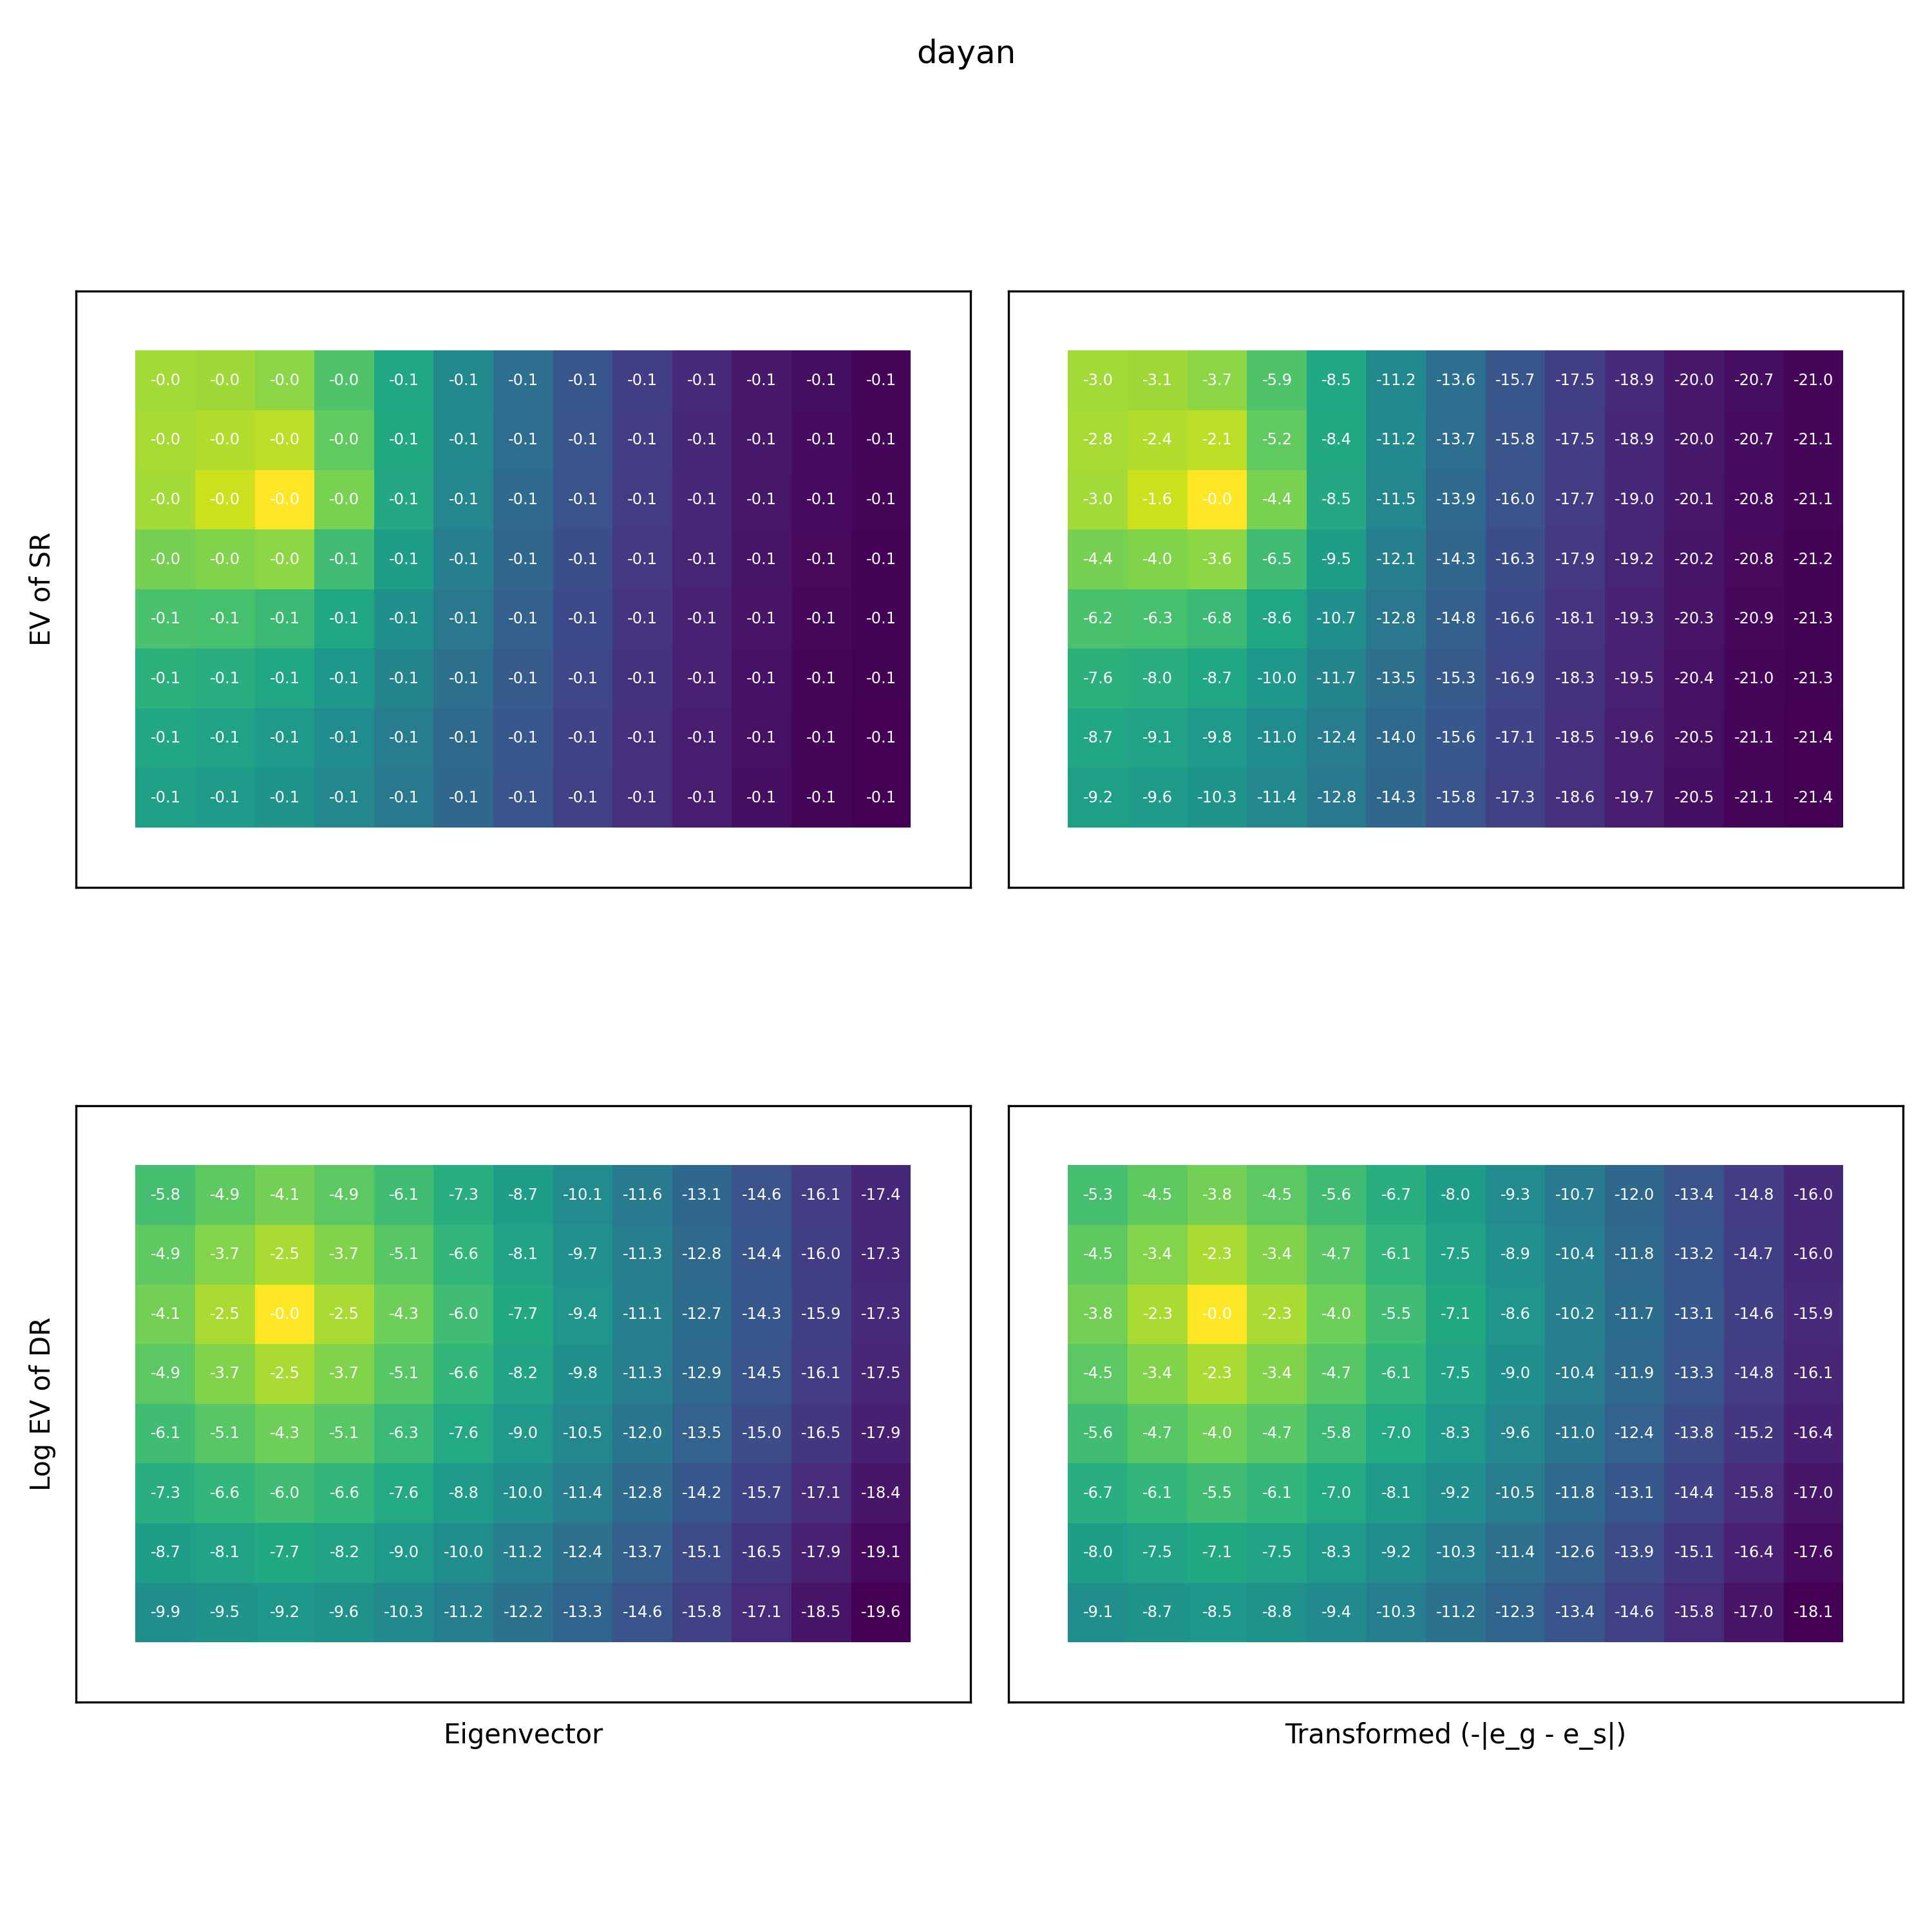 dayan
EV of SR
-0.0 -0.0 -0.0 -0.0 -0.1 -0.1 -0.1 -0.1 -0.1 -0.1 -0.1 -0.1 -0.1
-0.0 -0.0 -0.0 -0.0 -0.1 -0.1 -0.1 -0.1 -0.1 -0.1 -0.1 -0.1 -0.1
-0.0 -0.0 -0.0 -0.0 -0.1 -0.1 -0.1 -0.1 -0.1 -0.1 -0.1 -0.1 -0.1
-0.0 -0.0 -0.0 -0.1 -0.1 -0.1 -0.1 -0.1 -0.1 -0.1 -0.1 -0.1 -0.1
-0.1 -0.1 -0.1 -0.1 -0.1 -0.1 -0.1 -0.1 -0.1 -0.1 -0.1 -0.1 -0.1
-0.1 -0.1 -0.1 -0.1 -0.1 -0.1 -0.1 -0.1 -0.1 -0.1 -0.1 -0.1 -0.1
-0.1 -0.1 -0.1 -0.1 -0.1 -0.1 -0.1 -0.1 -0.1 -0.1 -0.1 -0.1 -0.1
-0.1 -0.1 -0.1 -0.1 -0.1 -0.1 -0.1 -0.1 -0.1 -0.1 -0.1 -0.1 -0.1
-3.0 -3.1 -3.7 -5.9 -8.5 -11.2 -13.6 -15.7 -17.5 -18.9 -20.0 -20.7 -21.0
-2.8 -2.4 -2.1 -5.2 -8.4 -11.2 -13.7 -15.8 -17.5 -18.9 -20.0 -20.7 -21.1
-3.0 -1.6 -0.0 -4.4 -8.5 -11.5 -13.9 -16.0 -17.7 -19.0 -20.1 -20.8 -21.1
-4.4 -4.0 -3.6 -6.5 -9.5 -12.1 -14.3 -16.3 -17.9 -19.2 -20.2 -20.8 -21.2
-6.2 -6.3 -6.8 -8.6 -10.7 -12.8 -14.8 -16.6 -18.1 -19.3 -20.3 -20.9 -21.3
-7.6 -8.0 -8.7 -10.0 -11.7 -13.5 -15.3 -16.9 -18.3 -19.5 -20.4 -21.0 -21.3
-8.7 -9.1 -9.8 -11.0 -12.4 -14.0 -15.6 -17.1 -18.5 -19.6 -20.5 -21.1 -21.4
-9.2 -9.6 -10.3 -11.4 -12.8 -14.3 -15.8 -17.3 -18.6 -19.7 -20.5 -21.1 -21.4
Log EV of DR
-5.8 -4.9 -4.1 -4.9 -6.1 -7.3 -8.7 -10.1 -11.6 -13.1 -14.6 -16.1 -17.4
-4.9 -3.7 -2.5 -3.7 -5.1 -6.6 -8.1 -9.7 -11.3 -12.8 -14.4 -16.0 -17.3
-4.1 -2.5 -0.0 -2.5 -4.3 -6.0 -7.7 -9.4 -11.1 -12.7 -14.3 -15.9 -17.3
-4.9 -3.7 -2.5 -3.7 -5.1 -6.6 -8.2 -9.8 -11.3 -12.9 -14.5 -16.1 -17.5
-6.1 -5.1 -4.3 -5.1 -6.3 -7.6 -9.0 -10.5 -12.0 -13.5 -15.0 -16.5 -17.9
-7.3 -6.6 -6.0 -6.6 -7.6 -8.8 -10.0 -11.4 -12.8 -14.2 -15.7 -17.1 -18.4
-8.7 -8.1 -7.7 -8.2 -9.0 -10.0 -11.2 -12.4 -13.7 -15.1 -16.5 -17.9 -19.1
-9.9 -9.5 -9.2 -9.6 -10.3 -11.2 -12.2 -13.3 -14.6 -15.8 -17.1 -18.5 -19.6
Eigenvector
-5.3 -4.5 -3.8 -4.5 -5.6 -6.7 -8.0 -9.3 -10.7 -12.0 -13.4 -14.8 -16.0
-4.5 -3.4 -2.3 -3.4 -4.7 -6.1 -7.5 -8.9 -10.4 -11.8 -13.2 -14.7 -16.0
-3.8 -2.3 -0.0 -2.3 -4.0 -5.5 -7.1 -8.6 -10.2 -11.7 -13.1 -14.6 -15.9
-4.5 -3.4 -2.3 -3.4 -4.7 -6.1 -7.5 -9.0 -10.4 -11.9 -13.3 -14.8 -16.1
-5.6 -4.7 -4.0 -4.7 -5.8 -7.0 -8.3 -9.6 -11.0 -12.4 -13.8 -15.2 -16.4
-6.7 -6.1 -5.5 -6.1 -7.0 -8.1 -9.2 -10.5 -11.8 -13.1 -14.4 -15.8 -17.0
-8.0 -7.5 -7.1 -7.5 -8.3 -9.2 -10.3 -11.4 -12.6 -13.9 -15.1 -16.4 -17.6
-9.1 -8.7 -8.5 -8.8 -9.4 -10.3 -11.2 -12.3 -13.4 -14.6 -15.8 -17.0 -18.1
Transformed (-|e_g - e_s|)